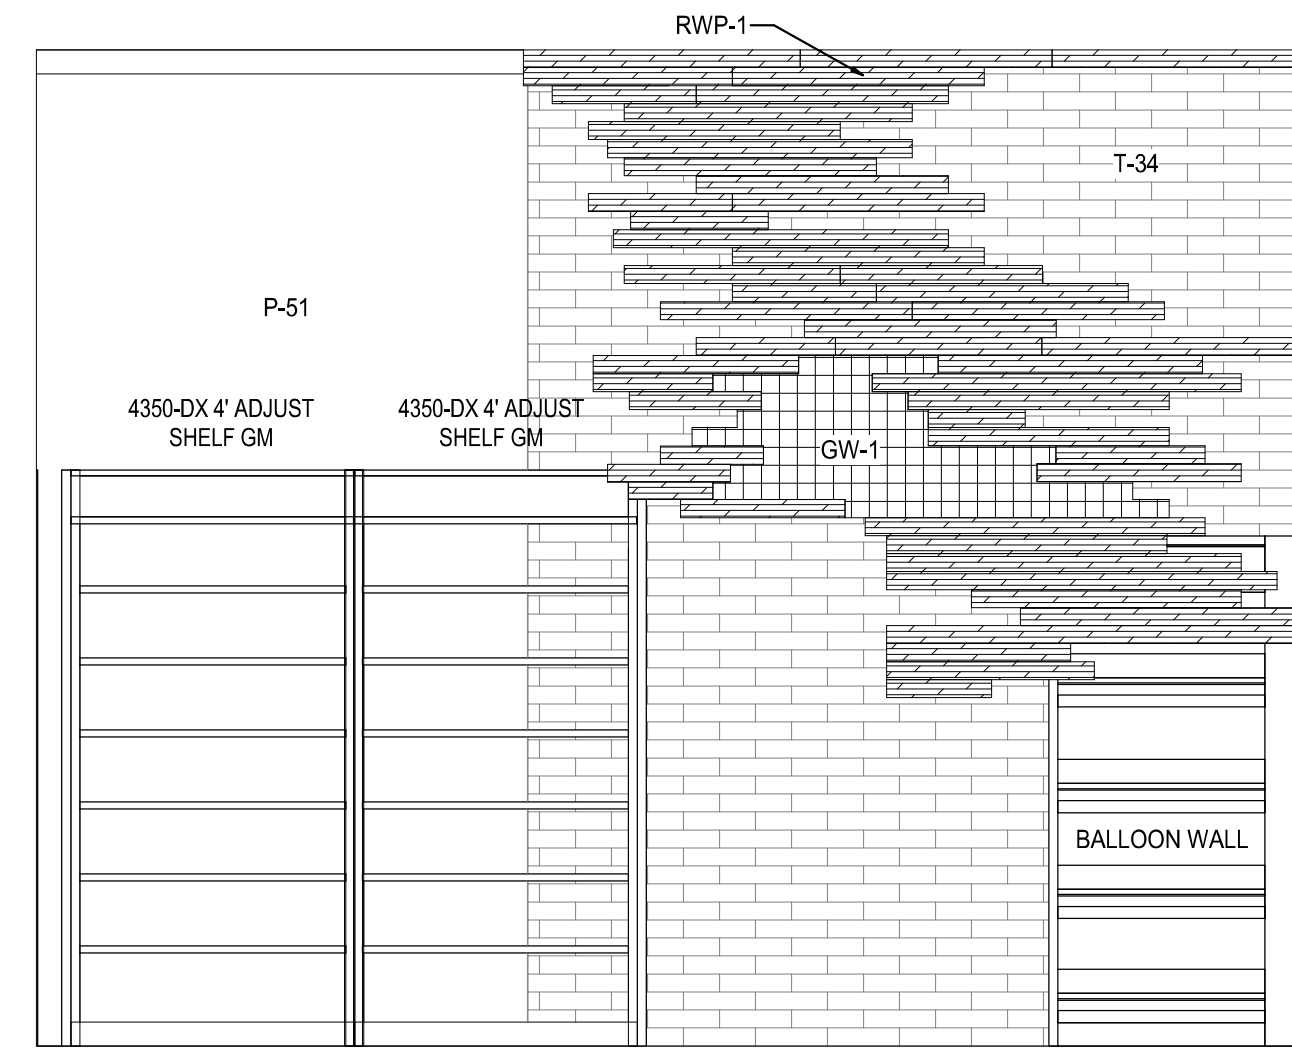 RWP-1
T-34
P-51
4350-DX 4' ADJUST
SHELF GM
4350-DX 4' ADJUST
SHELF GM
GW-1
BALLOON WALL